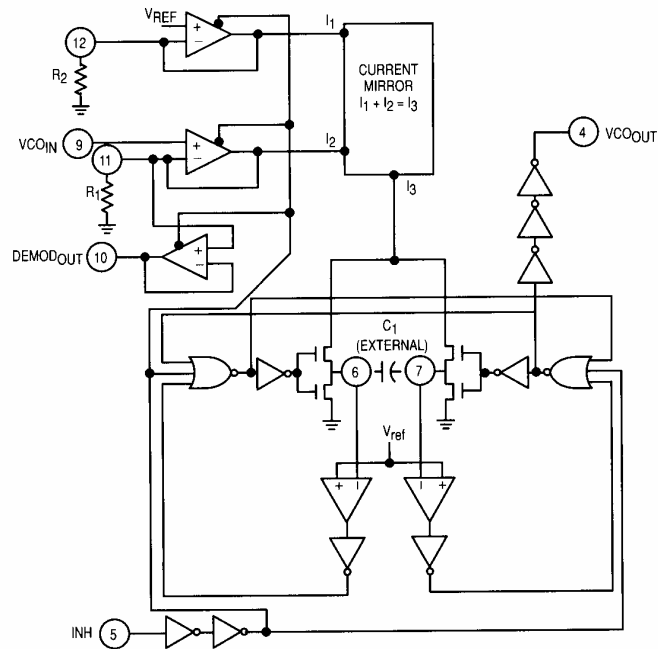 VREF
+
−
12
R2
I1
CURRENT
MIRROR
I1 + I2 = I3
VCOIN
9
11
R1
+
−
I2
I3
4
VCOOUT
DEMODOUT
10
+
−
C1
(EXTERNAL)
6
7
Vref
+
−
−
+
INH
5